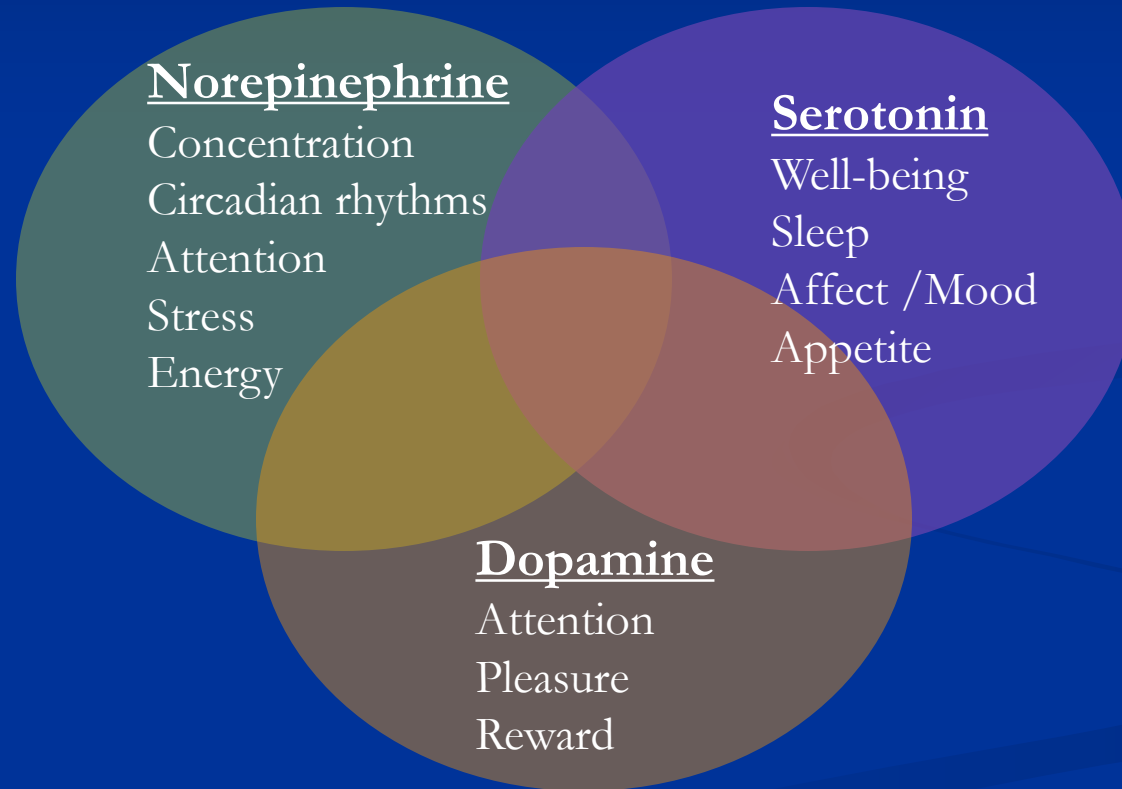 Norepinephrine
Concentration
Circadian rhythms
Attention
Stress
Energy
Serotonin
Well-being
Sleep
Affect /Mood
Appetite
Dopamine
Attention
Pleasure
Reward